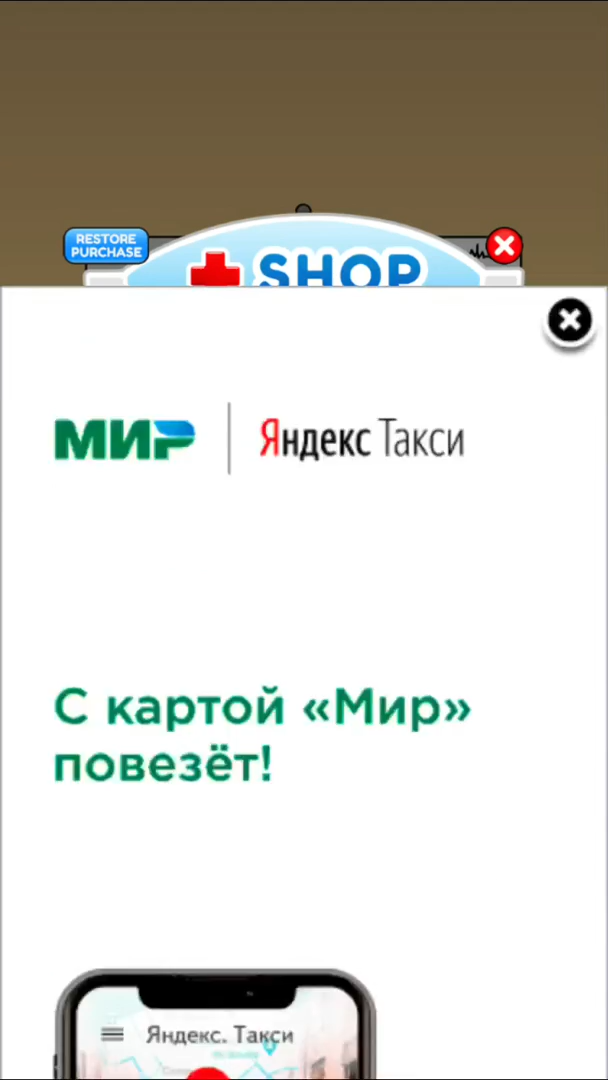 RESTORE
PURCHASE
SHOP
МИР
Яндекс Такси
С картой «Мир»
повезёт!
Яндекс. Такси